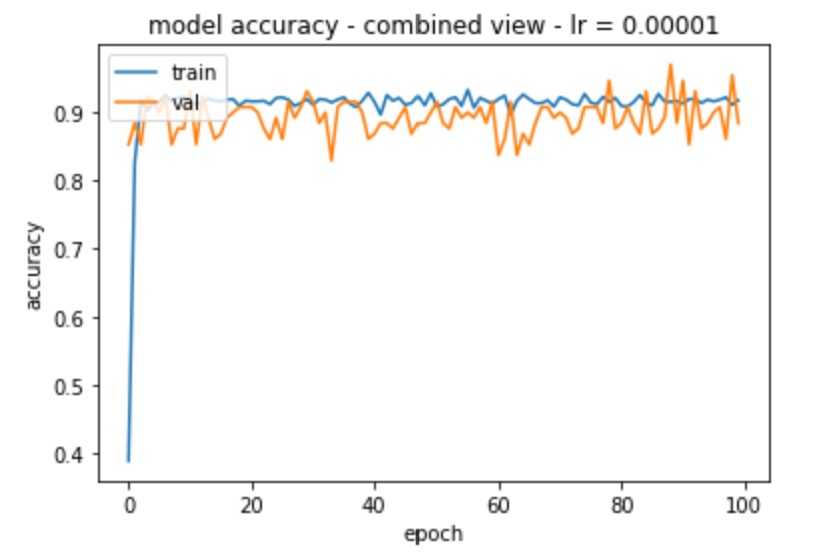 model accuracy - combined view - lr = 0.00001
train
val
0.9
0.8
0.7
0.6
0.5
0.4
accuracy
0 20 40 60 80 100
epoch